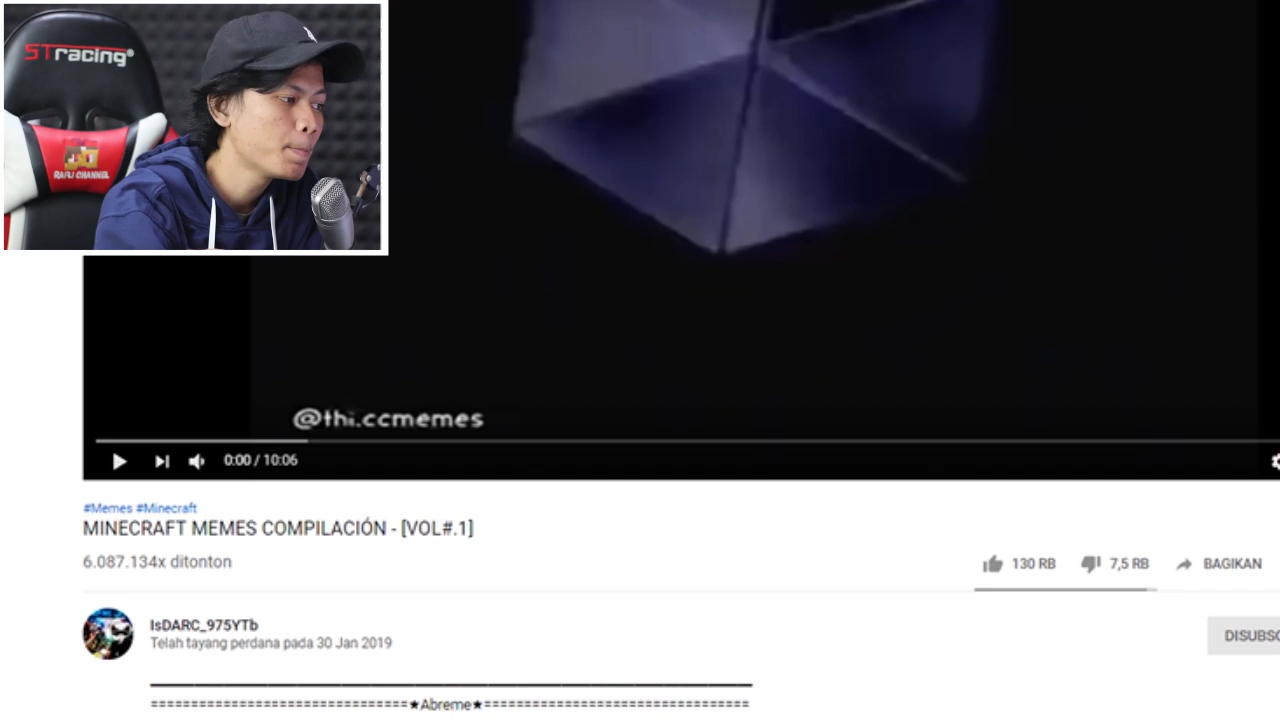 STracing®
RAFLI CHANNEL
@thi.ccmemes
0:00 / 10:06
#Memes #Minecraft
MINECRAFT MEMES COMPILACIÓN - [VOL#.1]
6.087.134x ditonton
130 RB
7,5 RB
BAGIKAN
IsDARC_975YTb
Telah tayang perdana pada 30 Jan 2019
DISUBSC
================================★Abreme★=================================